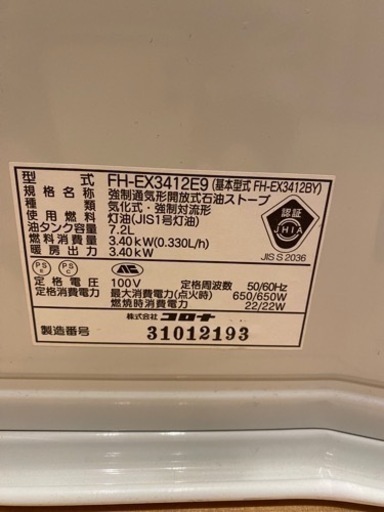 型式 FH-EX3412E9 (基本型式 FH-EX3412BY)
規格名称 強制通気形開放式石油ストーブ
種類 気化式・強制対流形
使用燃料 灯油(JIS1号灯油)
油タンク容量 7.2L
燃料消費量 3.40kW(0.330L/h)
暖房出力 3.40kW
認証
JHIA
JIS S 2036
PS
PS
定格電圧 100V 定格周波数 50/60Hz
定格消費電力 最大消費電力(点火時) 650/650W
燃焼時消費電力 22/22W
株式会社 コロナ
製造番号 31012193